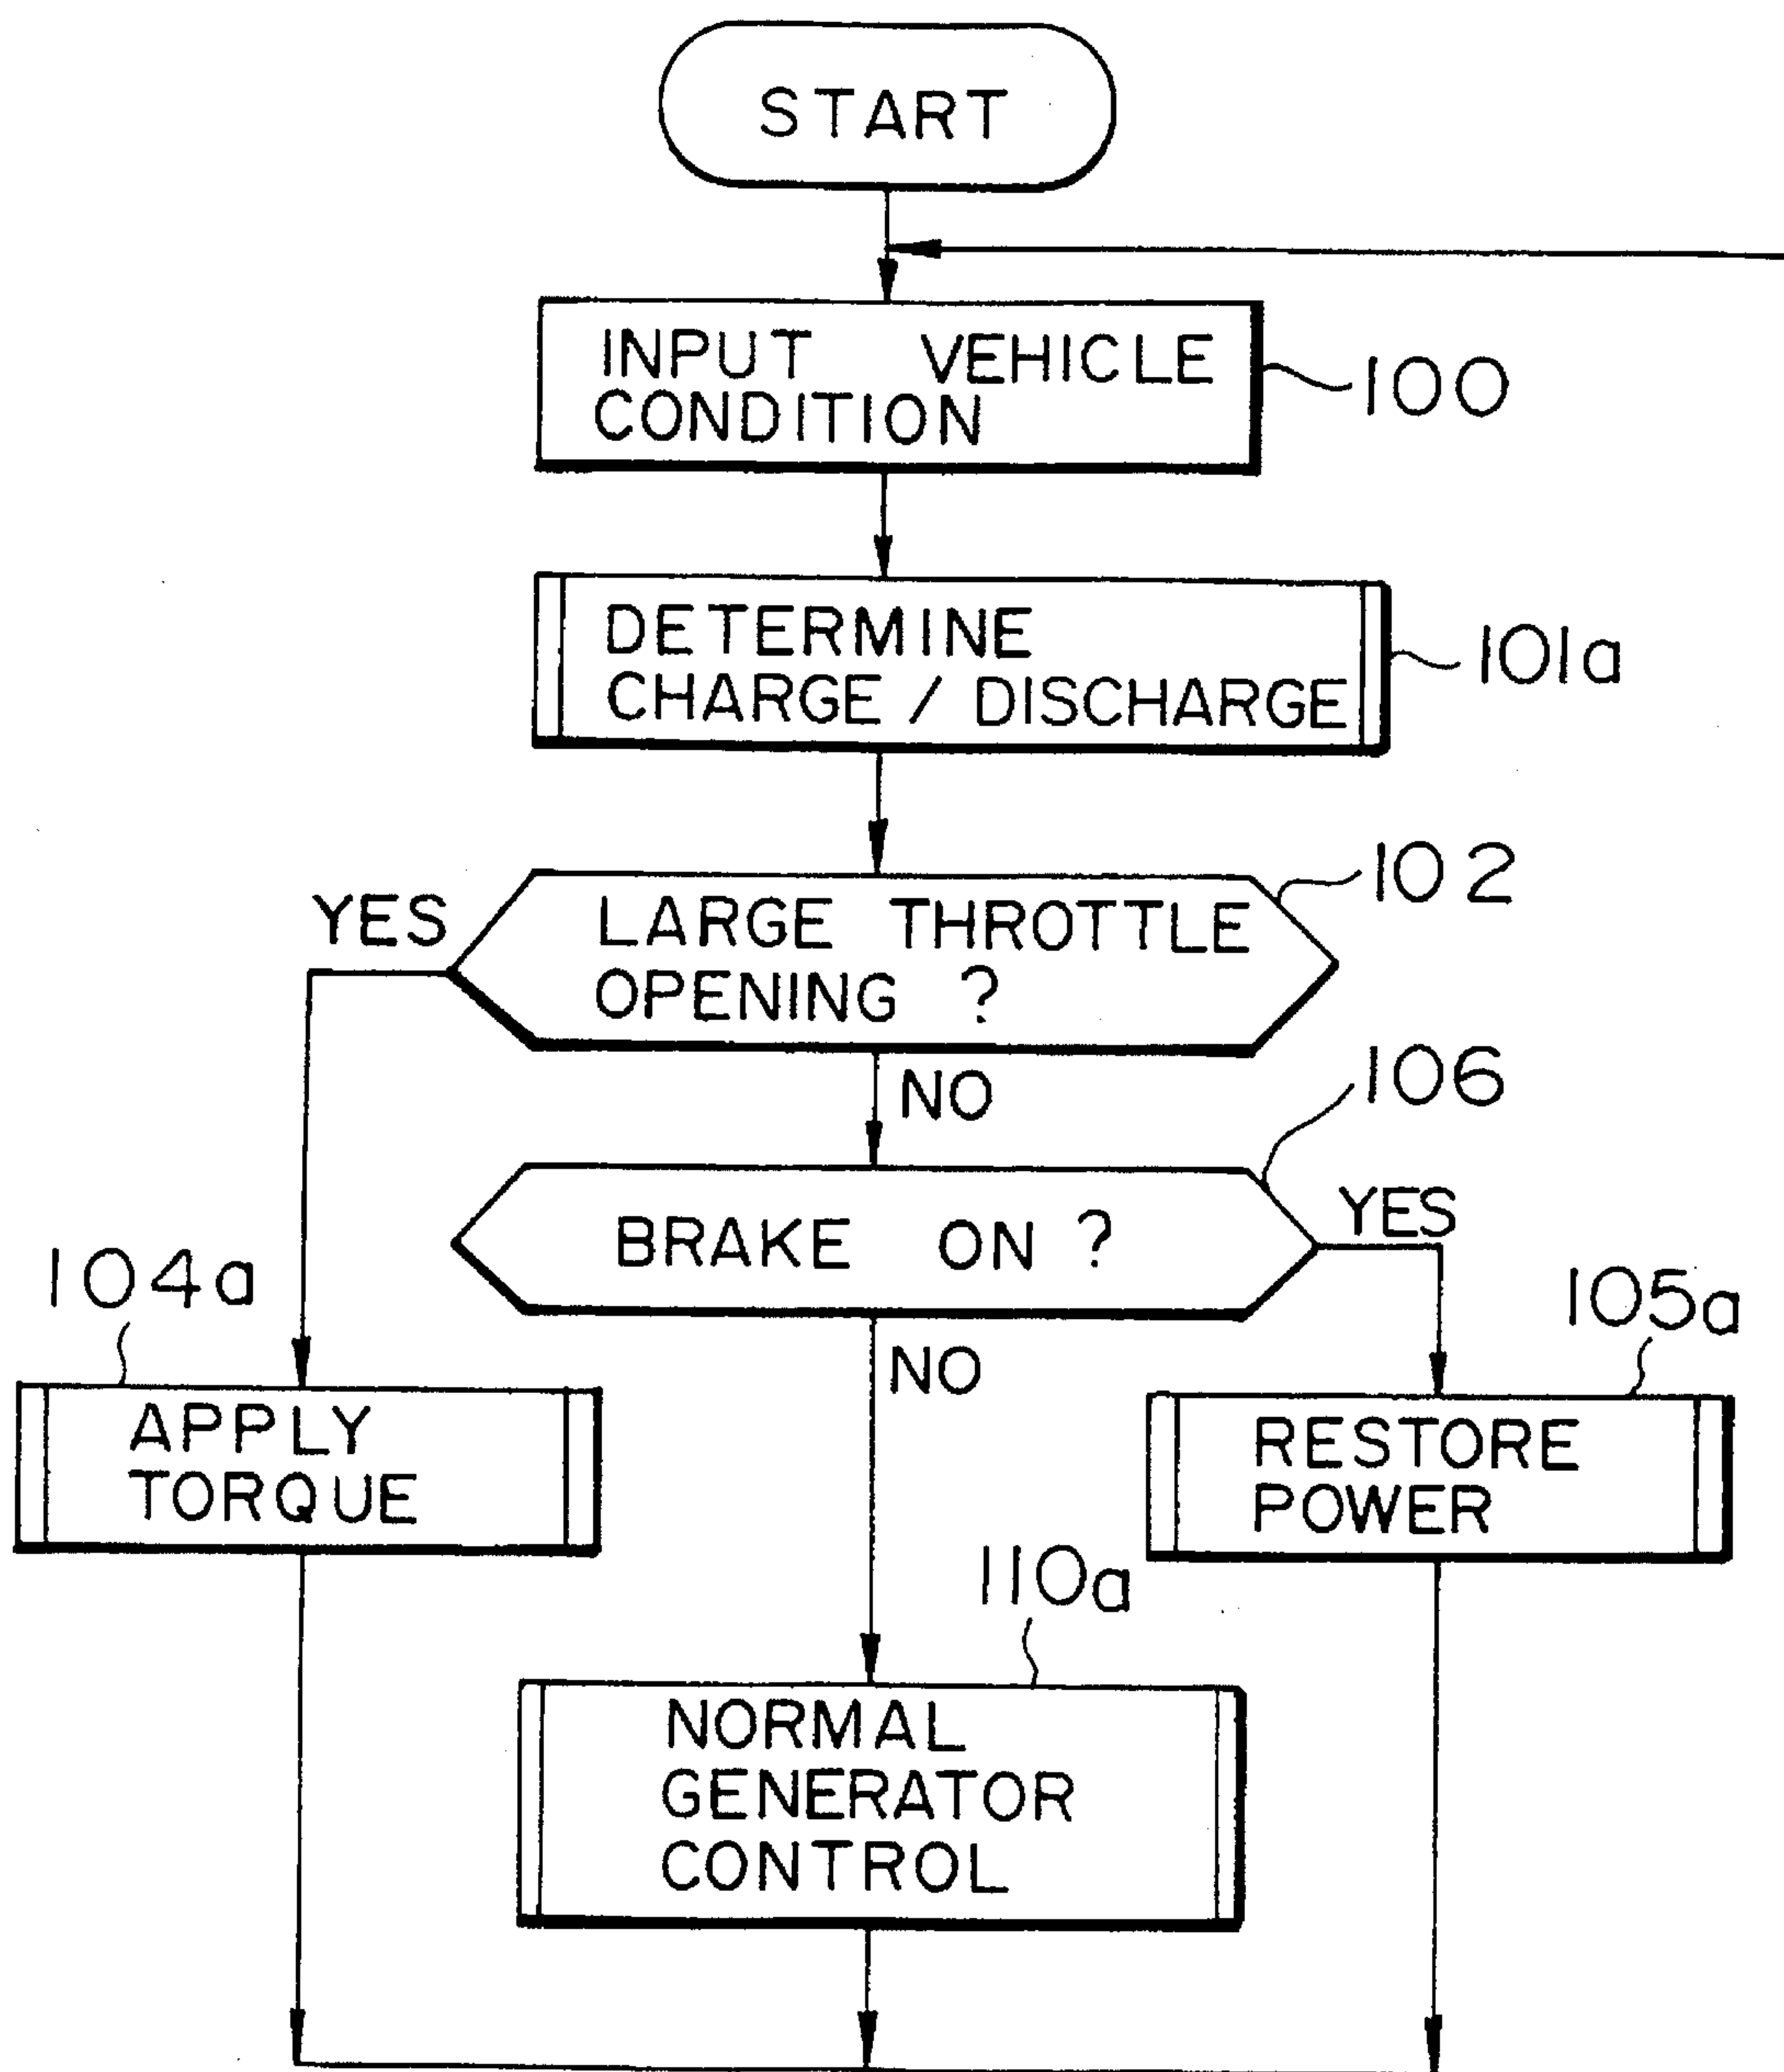 START
INPUT VEHICLE
CONDITION
100
DETERMINE
CHARGE / DISCHARGE
101a
102
YES
LARGE THROTTLE
OPENING ?
NO
106
BRAKE ON ?
YES
104a
105a
NO
APPLY
TORQUE
RESTORE
POWER
110a
NORMAL
GENERATOR
CONTROL